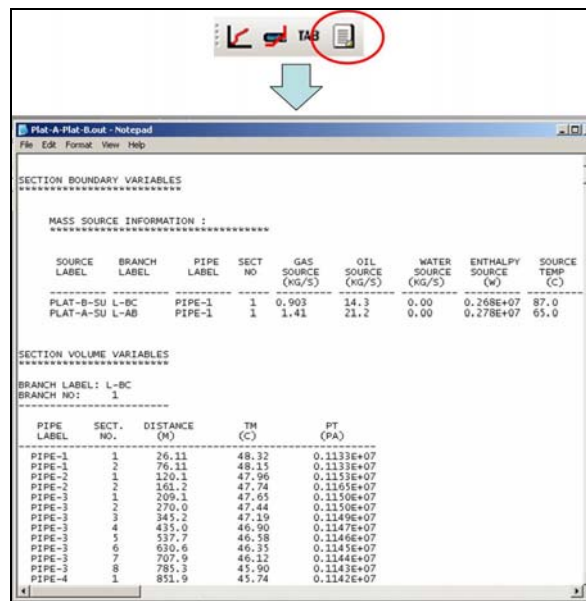 TAB
Plat-A-Plat-B.out - Notepad
File Edit Format View Help
SECTION BOUNDARY VARIABLES
***************************
MASS SOURCE INFORMATION :
************************************
SOURCE BRANCH PIPE SECT GAS OIL WATER ENTHALPY SOURCE
LABEL LABEL LABEL NO SOURCE SOURCE SOURCE SOURCE TEMP
(KG/S) (KG/S) (KG/S) (W) (C)
PLAT-B-SU L-BC PIPE-1 1 0.903 14.3 0.00 0.268E+07 87.0
PLAT-A-SU L-AB PIPE-1 1 1.41 21.2 0.00 0.278E+07 65.0
SECTION VOLUME VARIABLES
*************************
BRANCH LABEL: L-BC
BRANCH NO: 1
-------------------------
PIPE SECT. DISTANCE TM PT
LABEL NO. (M) (C) (PA)
PIPE-1 1 26.11 48.32 0.1133E+07
PIPE-1 2 76.11 48.15 0.1133E+07
PIPE-2 1 120.1 47.96 0.1153E+07
PIPE-2 2 161.2 47.74 0.1165E+07
PIPE-3 1 209.1 47.65 0.1150E+07
PIPE-3 2 270.0 47.44 0.1150E+07
PIPE-3 3 345.2 47.19 0.1149E+07
PIPE-3 4 435.0 46.90 0.1147E+07
PIPE-3 5 537.7 46.58 0.1146E+07
PIPE-3 6 630.6 46.35 0.1145E+07
PIPE-3 7 707.9 46.12 0.1144E+07
PIPE-3 8 785.3 45.90 0.1143E+07
PIPE-4 1 851.9 45.74 0.1142E+07